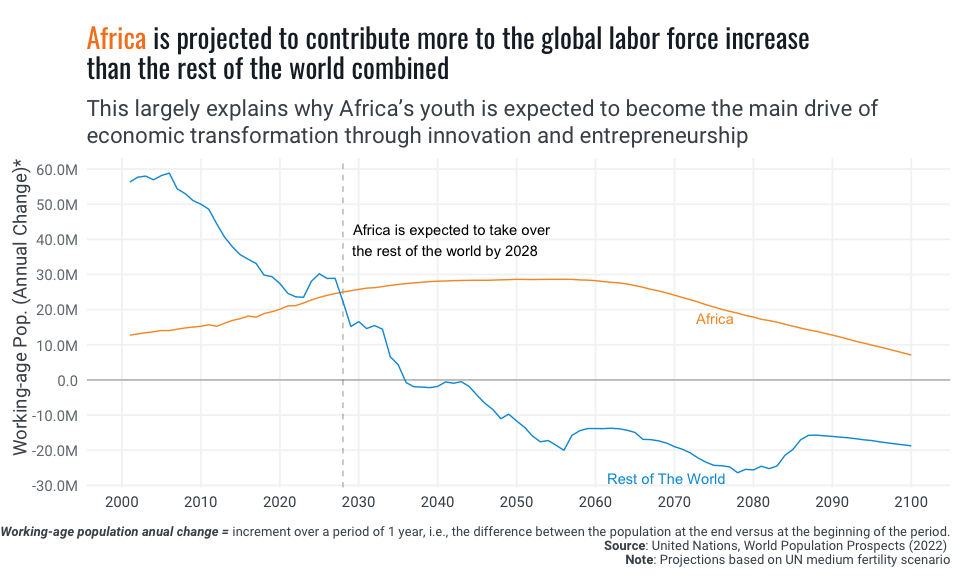 Africa is projected to contribute more to the global labor force increase
than the rest of the world combined
This largely explains why Africa's youth is expected to become the main drive of
economic transformation through innovation and entrepreneurship
Working-age Pop. (Annual Change)*
60.0M
50.0M
40.0M
30.0M
20.0M
10.0M
0.0
-10.0M
-20.0M
-30.0M
Africa is expected to take over
the rest of the world by 2028
Africa
Rest of The World
2000 2010 2020 2030 2040 2050 2060 2070 2080 2090 2100
Working-age population anual change = increment over a period of 1 year, i.e., the difference between the population at the end versus at the beginning of the period.
Source: United Nations, World Population Prospects (2022)
Note: Projections based on UN medium fertility scenario